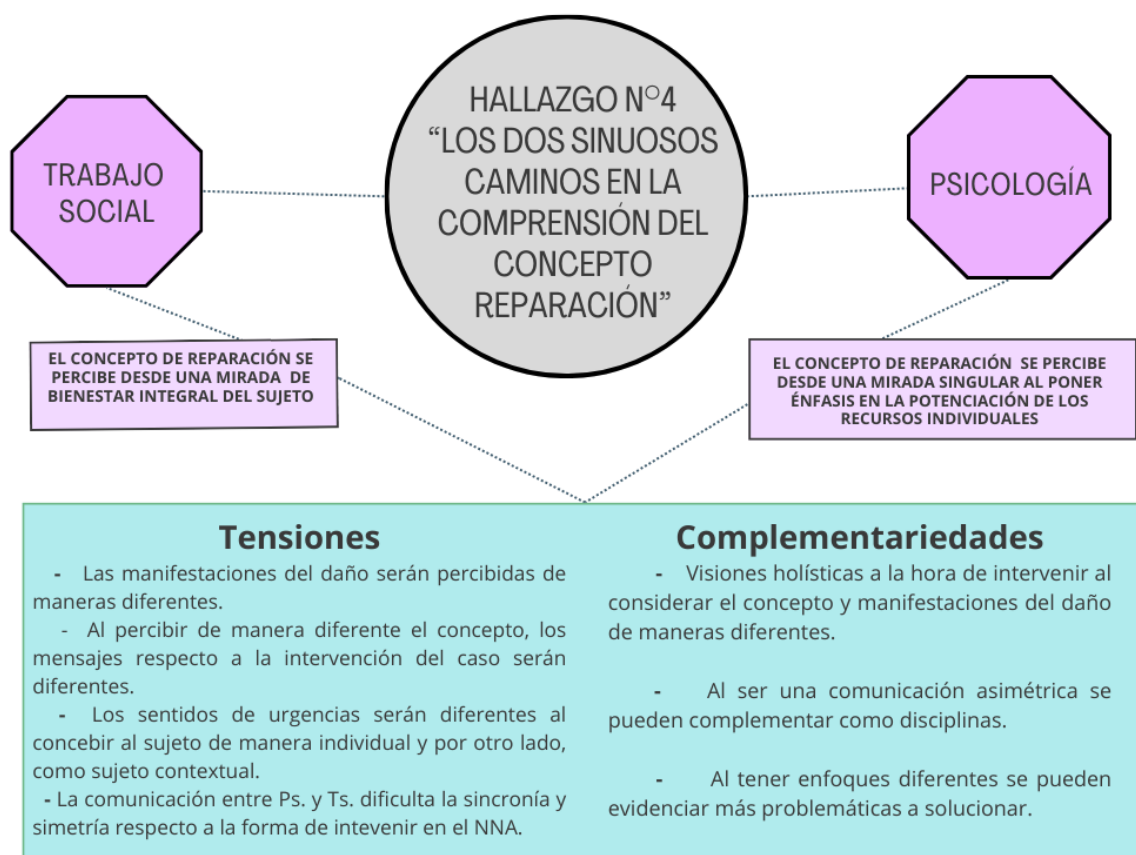 HALLAZGO N°4
“LOS DOS SINUOSOS
CAMINOS EN LA
COMPRENSIÓN DEL
CONCEPTO
REPARACIÓN”
TRABAJO
SOCIAL
PSICOLOGÍA
EL CONCEPTO DE REPARACIÓN SE
PERCIBE DESDE UNA MIRADA DE
BIENESTAR INTEGRAL DEL SUJETO
EL CONCEPTO DE REPARACIÓN SE PERCIBE
DESDE UNA MIRADA SINGULAR AL PONER
ÉNFASIS EN LA POTENCIACIÓN DE LOS
RECURSOS INDIVIDUALES
Tensiones
- Las manifestaciones del daño serán percibidas de
maneras diferentes.
- Al percibir de manera diferente el concepto, los
mensajes respecto a la intervención del caso serán
diferentes.
- Los sentidos de urgencias serán diferentes al
concebir al sujeto de manera individual y por otro lado,
como sujeto contextual.
- La comunicación entre Ps. y Ts. dificulta la sincronía y
simetría respecto a la forma de intevenir en el NNA.
Complementariedades
- Visiones holísticas a la hora de intervenir al
considerar el concepto y manifestaciones del daño
de maneras diferentes.
- Al ser una comunicación asimétrica se
pueden complementar como disciplinas.
- Al tener enfoques diferentes se pueden
evidenciar más problemáticas a solucionar.